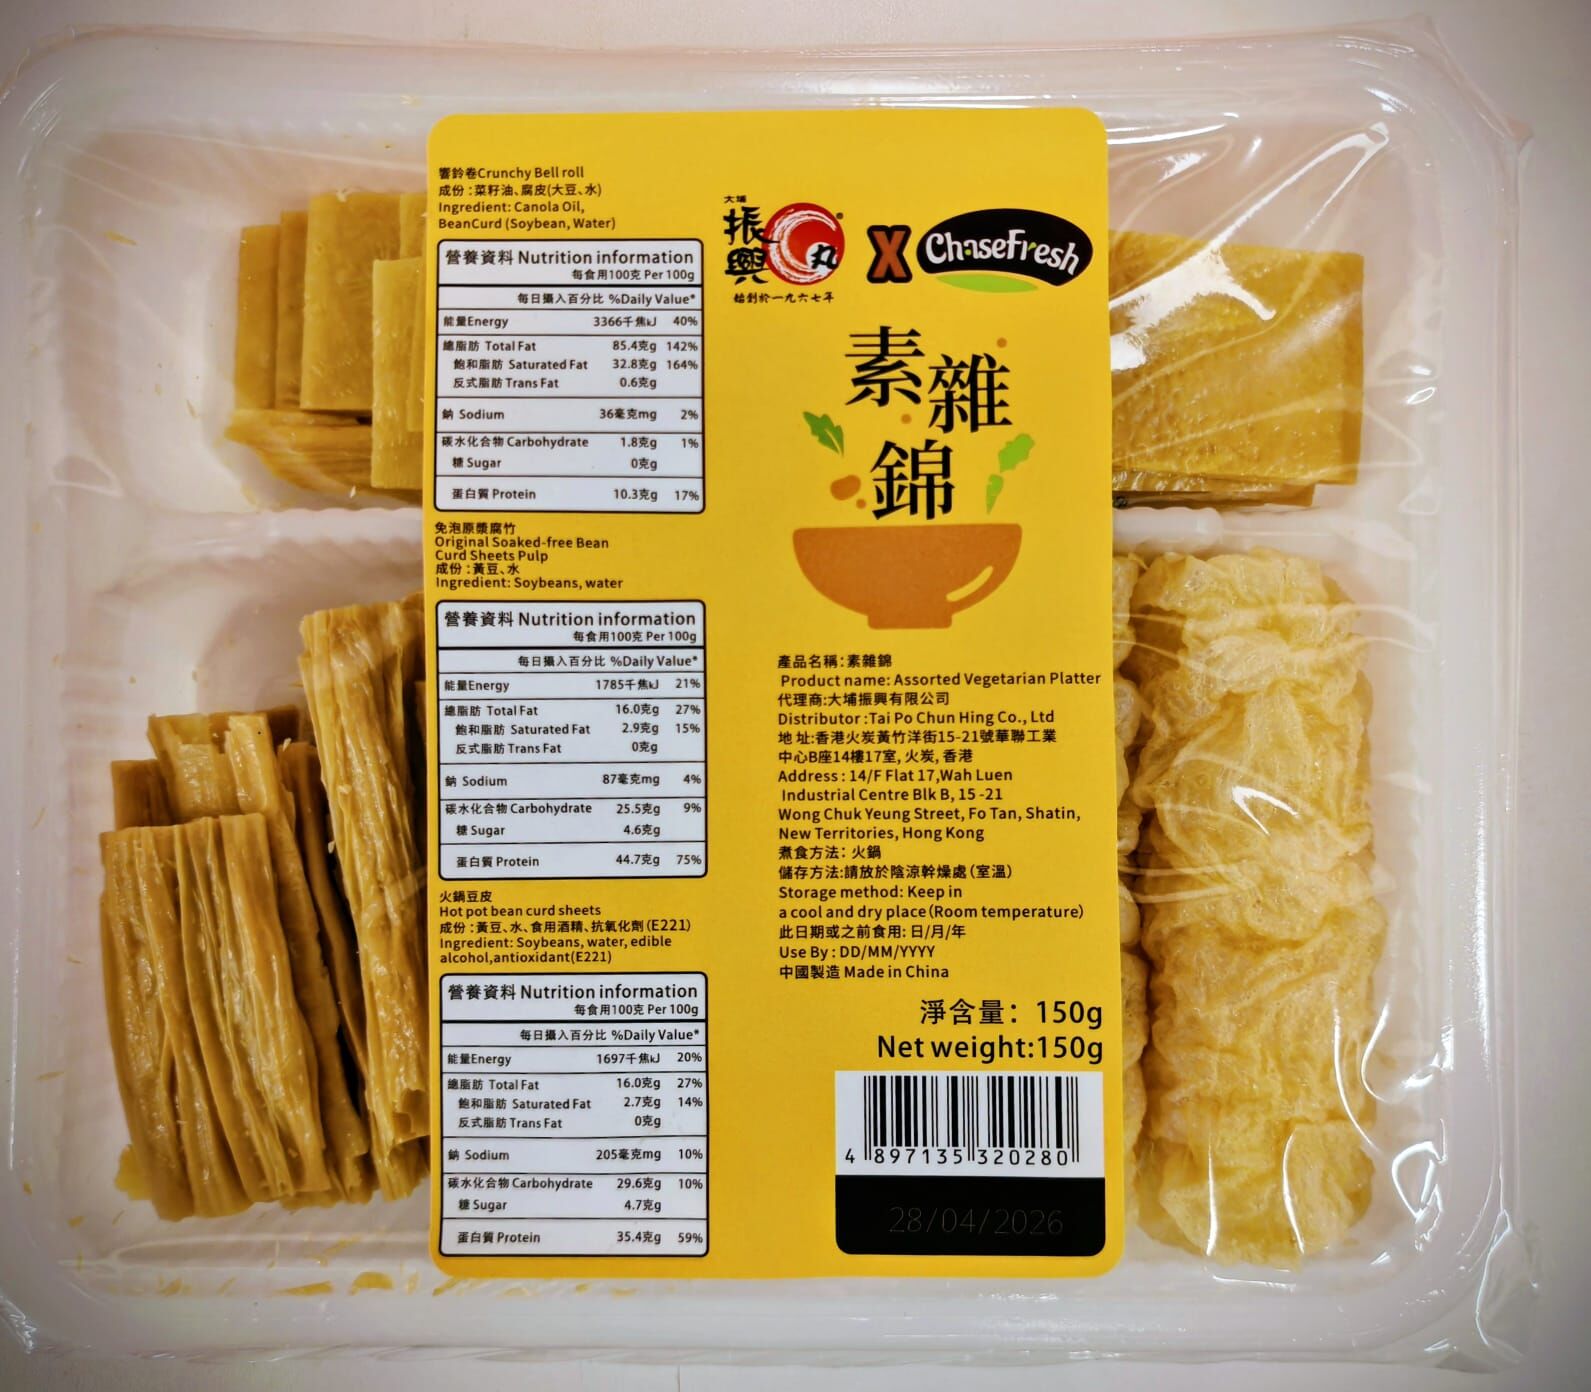 響鈴卷Crunchy Bell roll
成份:菜籽油、腐皮(大豆、水)
Ingredient: Canola Oil,
BeanCurd (Soybean, Water)
營養資料 Nutrition information
每食用100克 Per 100g
每日攝入百分比 %Daily Value*
能量Energy 3366千焦kJ 40%
總脂肪 Total Fat 85.4克g 142%
飽和脂肪 Saturated Fat 32.8克g 164%
反式脂肪 Trans Fat 0.6克g
鈉 Sodium 36毫克mg 2%
碳水化合物 Carbohydrate 1.8克g 1%
糖 Sugar 0克g
蛋白質 Protein 10.3克g 17%
免泡原漿腐竹
Original Soaked-free Bean
Curd Sheets Pulp
成份:黃豆、水
Ingredient: Soybeans, water
營養資料 Nutrition information
每食用100克 Per 100g
每日攝入百分比 %Daily Value*
能量Energy 1785千焦kJ 21%
總脂肪 Total Fat 16.0克g 27%
飽和脂肪 Saturated Fat 2.9克g 15%
反式脂肪 Trans Fat 0克g
鈉 Sodium 87毫克mg 4%
碳水化合物 Carbohydrate 25.5克g 9%
糖 Sugar 4.6克g
蛋白質 Protein 44.7克g 75%
火鍋豆皮
Hot pot bean curd sheets
成份:黃豆、水、食用酒精、抗氧化劑(E221)
Ingredient: Soybeans, water, edible
alcohol,antioxidant(E221)
營養資料 Nutrition information
每食用100克 Per 100g
每日攝入百分比 %Daily Value*
能量Energy 1697千焦kJ 20%
總脂肪 Total Fat 16.0克g 27%
飽和脂肪 Saturated Fat 2.7克g 14%
反式脂肪 Trans Fat 0克g
鈉 Sodium 205毫克mg 10%
碳水化合物 Carbohydrate 29.6克g 10%
糖 Sugar 4.7克g
蛋白質 Protein 35.4克g 59%
大埔
振興
丸
始創於一九六七年
X
ChaseFresh
素雜
錦
產品名稱:素雜錦
Product name: Assorted Vegetarian Platter
代理商:大埔振興有限公司
Distributor :Tai Po Chun Hing Co., Ltd
地 址:香港火炭黃竹洋街15-21號華聯工業
中心B座14樓17室, 火炭, 香港
Address : 14/F Flat 17,Wah Luen
Industrial Centre Blk B, 15 -21
Wong Chuk Yeung Street, Fo Tan, Shatin,
New Territories, Hong Kong
煮食方法: 火鍋
儲存方法:請放於陰涼幹燥處(室溫)
Storage method: Keep in
a cool and dry place(Room temperature)
此日期或之前食用: 日/月/年
Use By : DD/MM/YYYY
中國製造 Made in China
淨含量: 150g
Net weight:150g
4 897135 320280
28/04/2026